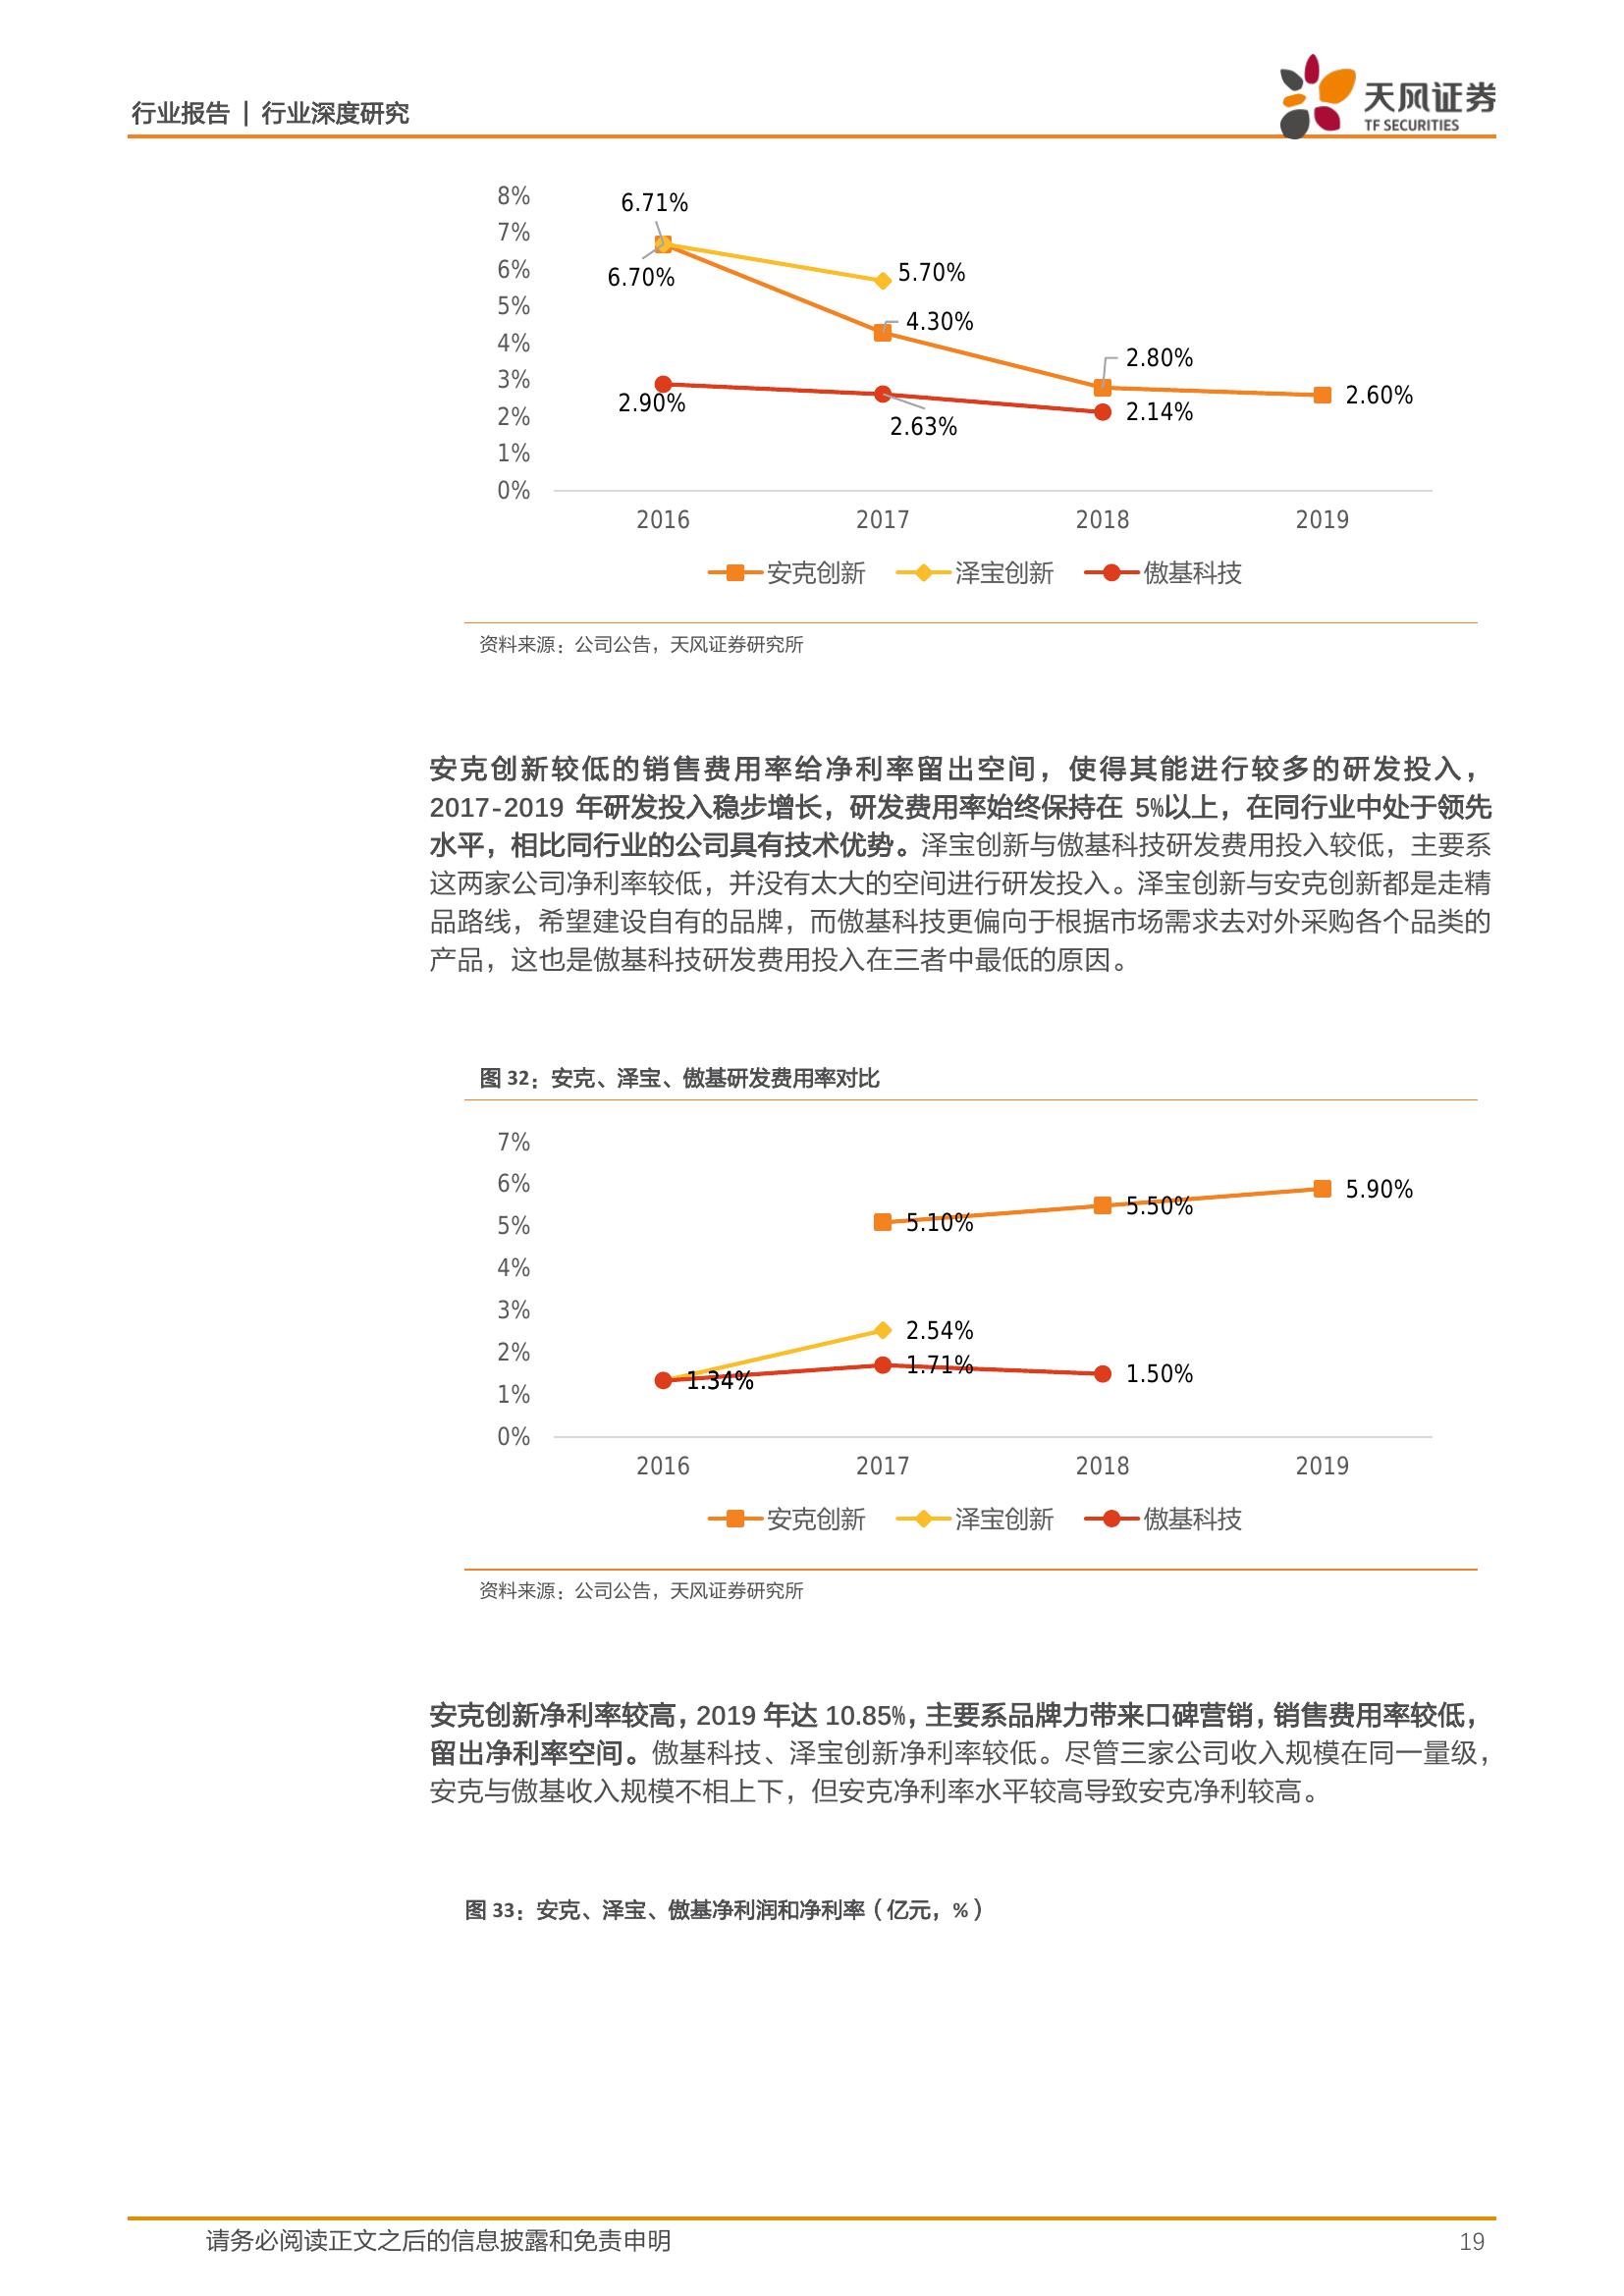 行业报告 | 行业深度研究
天风证券
TF SECURITIES
8%
7%
6%
5%
4%
3%
2%
1%
0%
6.71%
6.70%
5.70%
4.30%
2.80%
2.60%
2.90%
2.63%
2.14%
2016 2017 2018 2019
安克创新 泽宝创新 傲基科技
资料来源：公司公告，天风证券研究所
安克创新较低的销售费用率给净利率留出空间，使得其能进行较多的研发投入，
2017-2019 年研发投入稳步增长，研发费用率始终保持在 5%以上，在同行业中处于领先
水平，相比同行业的公司具有技术优势。泽宝创新与傲基科技研发费用投入较低，主要系
这两家公司净利率较低，并没有太大的空间进行研发投入。泽宝创新与安克创新都是走精
品路线，希望建设自有的品牌，而傲基科技更偏向于根据市场需求去对外采购各个品类的
产品，这也是傲基科技研发费用投入在三者中最低的原因。
图 32：安克、泽宝、傲基研发费用率对比
7%
6%
5%
4%
3%
2%
1%
0%
5.10%
5.50%
5.90%
2.54%
1.34%
1.71%
1.50%
2016 2017 2018 2019
安克创新 泽宝创新 傲基科技
资料来源：公司公告，天风证券研究所
安克创新净利率较高，2019 年达 10.85%，主要系品牌力带来口碑营销，销售费用率较低，
留出净利率空间。傲基科技、泽宝创新净利率较低。尽管三家公司收入规模在同一量级，
安克与傲基收入规模不相上下，但安克净利率水平较高导致安克净利较高。
图 33：安克、泽宝、傲基净利润和净利率（亿元，%）
请务必阅读正文之后的信息披露和免责申明
19